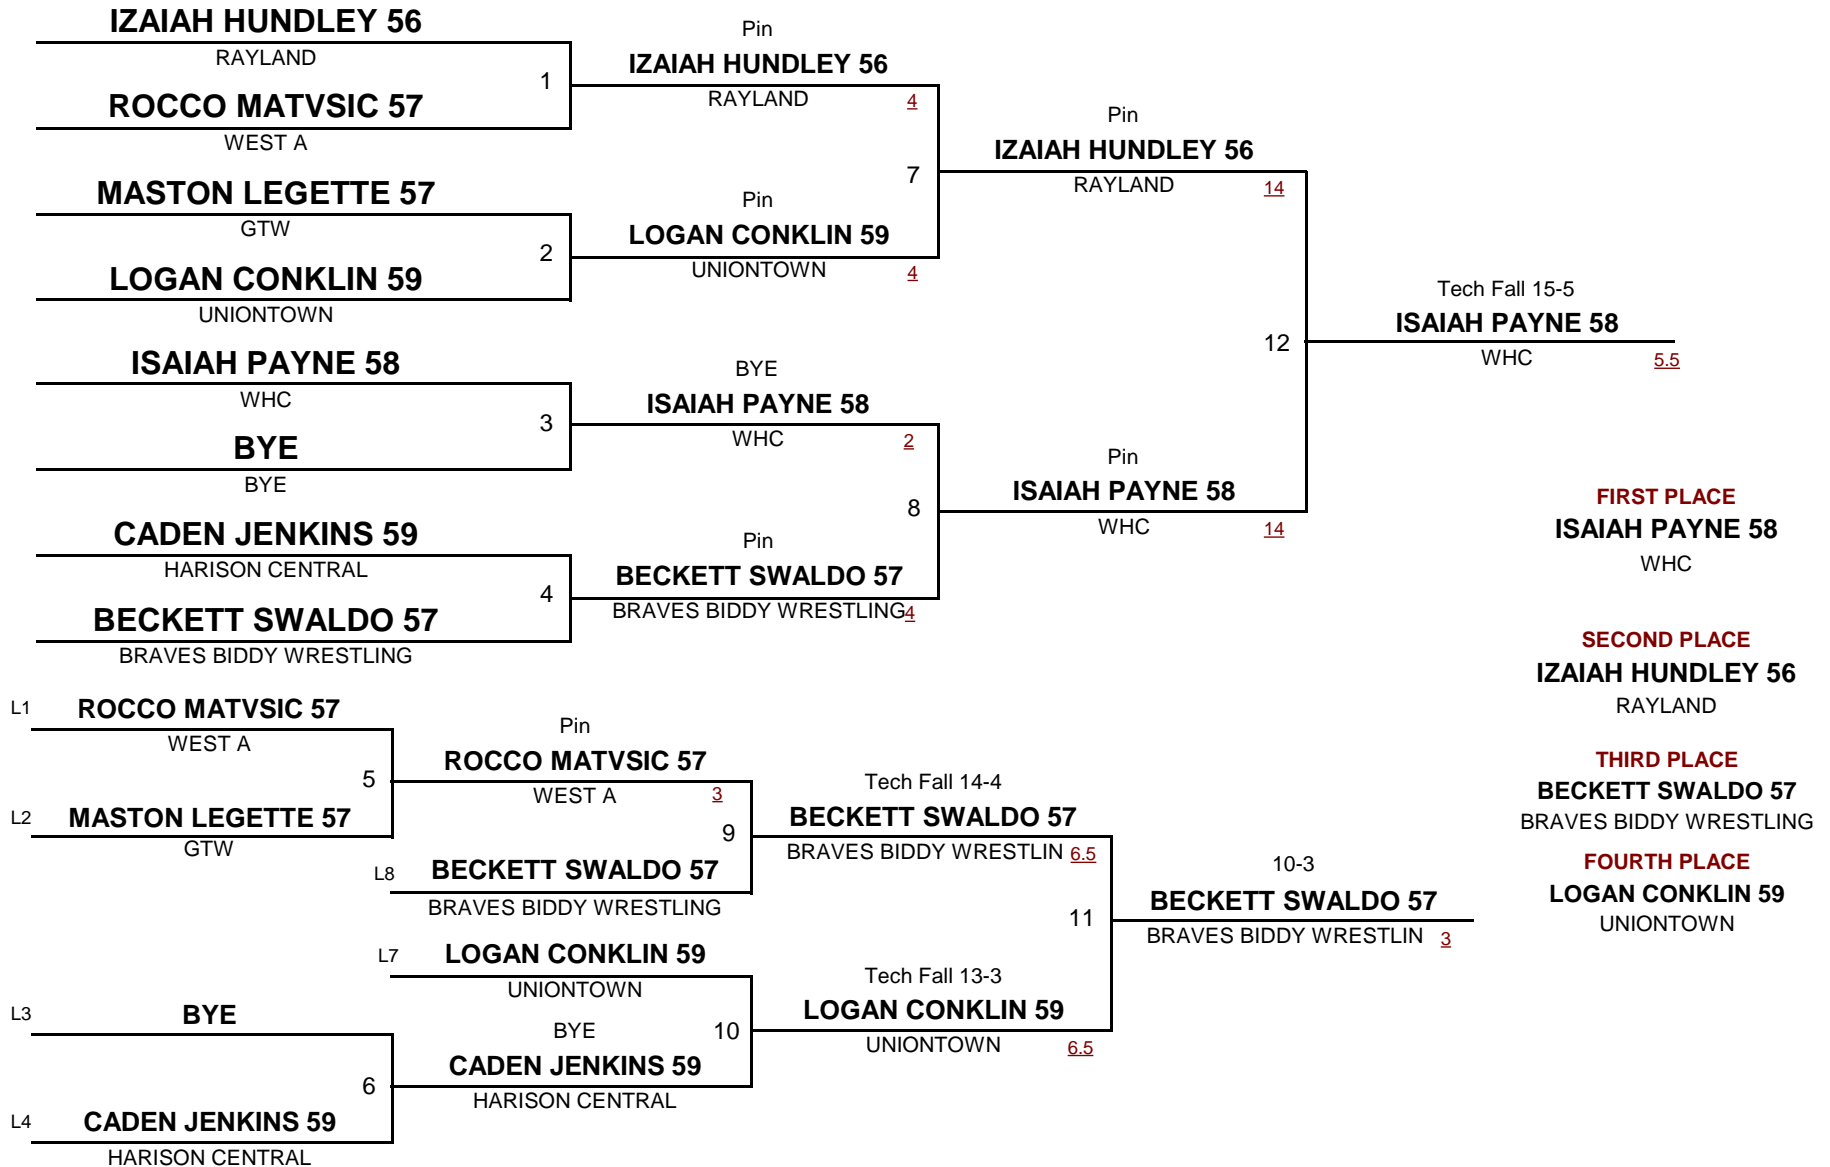 IZAIAH HUNDLEY 56
RAYLAND
1
ROCCO MATVSIC 57
WEST A
MASTON LEGETTE 57
GTW
2
LOGAN CONKLIN 59
UNIONTOWN
ISAIAH PAYNE 58
WHC
3
BYE
BYE
CADEN JENKINS 59
HARISON CENTRAL
4
BECKETT SWALDO 57
BRAVES BIDDY WRESTLING
Pin
IZAIAH HUNDLEY 56
RAYLAND 4
7
Pin
LOGAN CONKLIN 59
UNIONTOWN 4
BYE
ISAIAH PAYNE 58
WHC 2
8
Pin
BECKETT SWALDO 57
BRAVES BIDDY WRESTLING 4
Pin
IZAIAH HUNDLEY 56
RAYLAND 14
12
Pin
ISAIAH PAYNE 58
WHC 14
Tech Fall 15-5
ISAIAH PAYNE 58
WHC 5.5
FIRST PLACE
ISAIAH PAYNE 58
WHC
SECOND PLACE
IZAIAH HUNDLEY 56
RAYLAND
THIRD PLACE
BECKETT SWALDO 57
BRAVES BIDDY WRESTLING
FOURTH PLACE
LOGAN CONKLIN 59
UNIONTOWN
L1 ROCCO MATVSIC 57
WEST A
5
L2 MASTON LEGETTE 57
GTW
Pin
ROCCO MATVSIC 57
WEST A 3
9
L8 BECKETT SWALDO 57
BRAVES BIDDY WRESTLING
L7 LOGAN CONKLIN 59
UNIONTOWN
10
L3 BYE
6
L4 CADEN JENKINS 59
HARISON CENTRAL
BYE
CADEN JENKINS 59
HARISON CENTRAL
Tech Fall 14-4
BECKETT SWALDO 57
BRAVES BIDDY WRESTLIN 6.5
11
Tech Fall 13-3
LOGAN CONKLIN 59
UNIONTOWN 6.5
10-3
BECKETT SWALDO 57
BRAVES BIDDY WRESTLIN 3